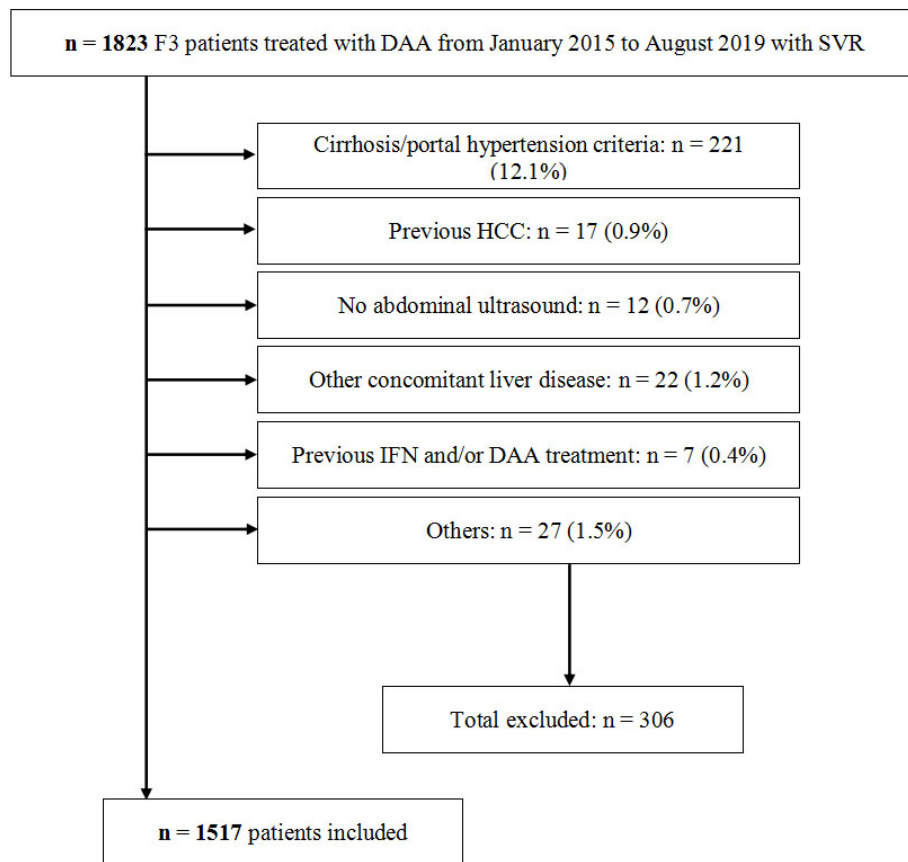 n = 1823 F3 patients treated with DAA from January 2015 to August 2019 with SVR
Cirrhosis/portal hypertension criteria: n = 221
(12.1%)
Previous HCC: n = 17 (0.9%)
No abdominal ultrasound: n = 12 (0.7%)
Other concomitant liver disease: n = 22 (1.2%)
Previous IFN and/or DAA treatment: n = 7 (0.4%)
Others: n = 27 (1.5%)
Total excluded: n = 306
n = 1517 patients included